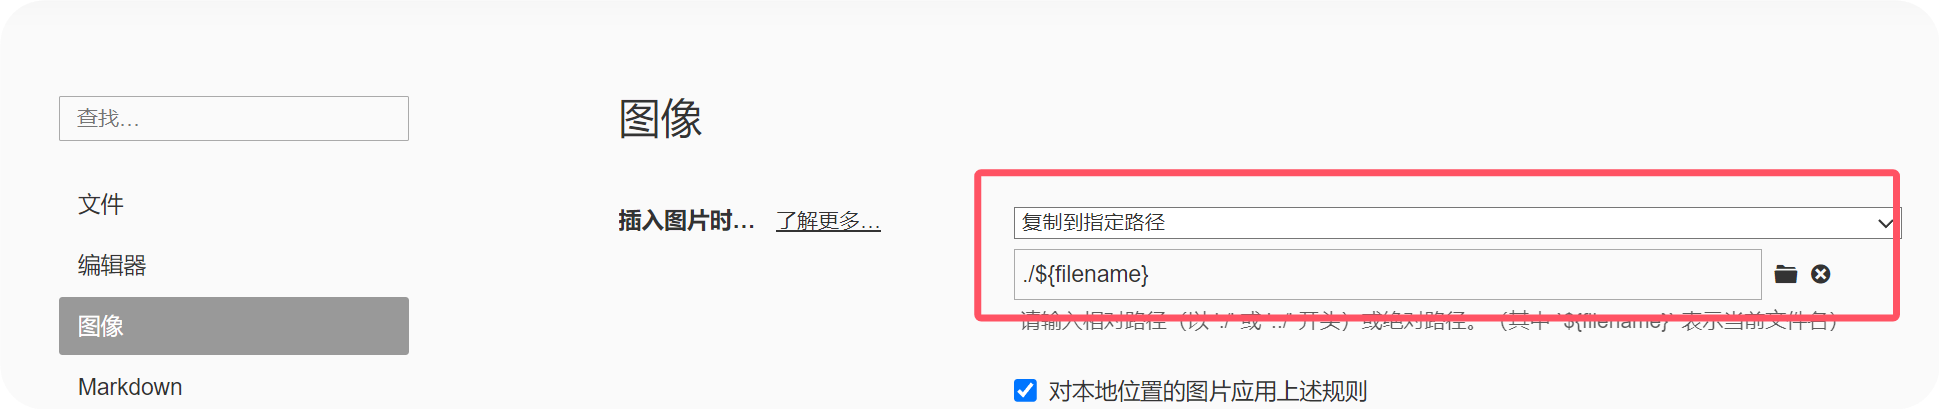 查找...
文件
编辑器
图像
Markdown
图像
插入图片时... 了解更多...
复制到指定路径
./${filename}
请输入相对路径（以 './' 或 '../' 开头）或绝对路径。（其中 '${filename}' 表示当前文件名）
对本地位置的图片应用上述规则